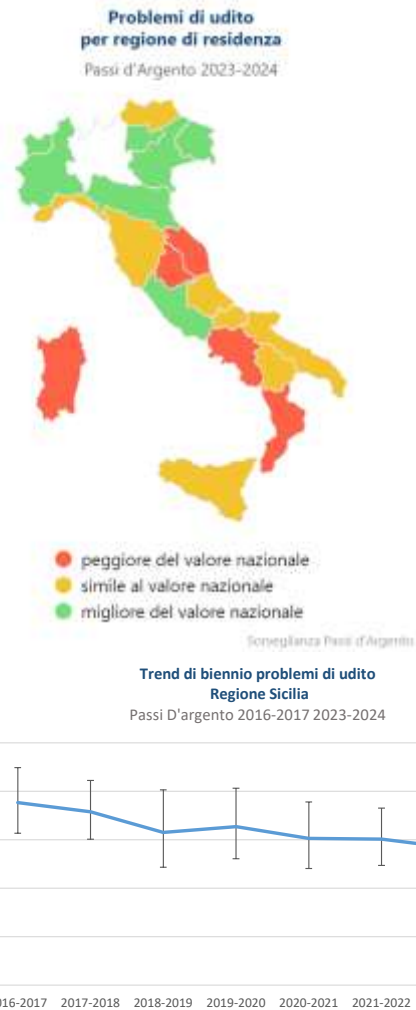 Problemi di udito
per regione di residenza
Passi d'Argento 2023-2024
peggiore del valore nazionale
simile al valore nazionale
migliore del valore nazionale
Sorveglianza Passi d'Argento
Trend di biennio problemi di udito
Regione Sicilia
Passi D'argento 2016-2017 2023-2024
016-2017 2017-2018 2018-2019 2019-2020 2020-2021 2021-2022